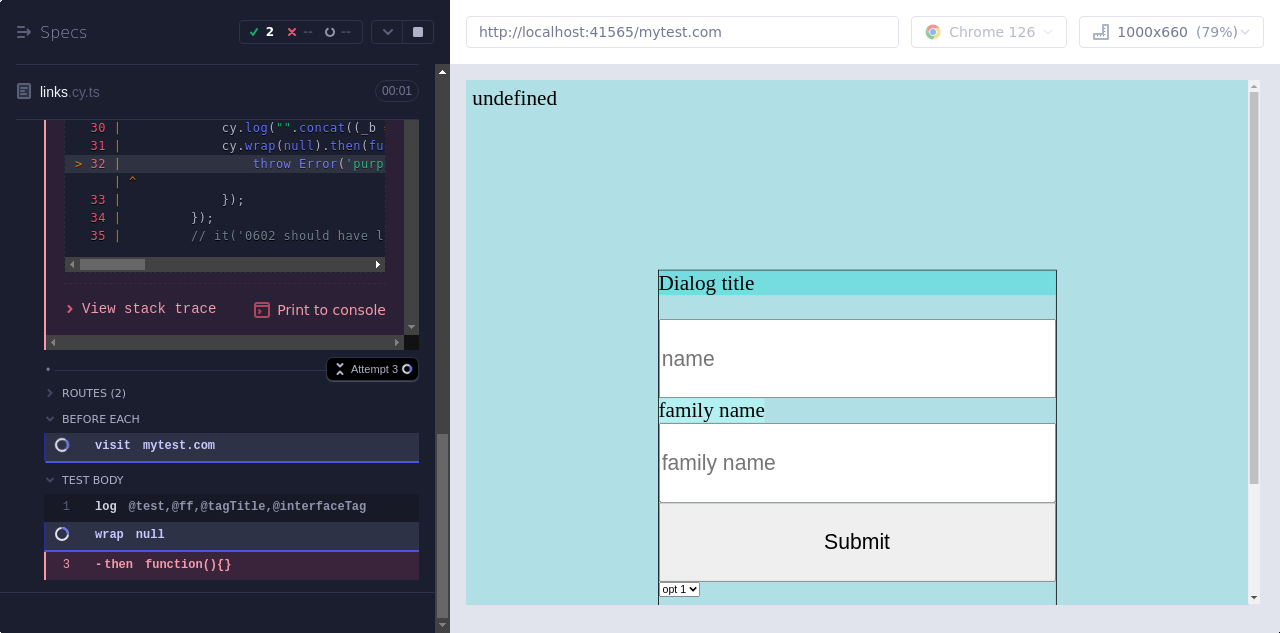 Specs
2
--
--
links.cy.ts
00:01
30 | cy.log("".concat((_b
31 | cy.wrap(null).then(fu
> 32 | throw Error('purp
| ^
33 | });
34 | });
35 | // it('0602 should have l
View stack trace
Print to console
Attempt 3
ROUTES (2)
BEFORE EACH
visit mytest.com
TEST BODY
1 log @test,@ff,@tagTitle,@interfaceTag
wrap null
3 -then function(){}
http://localhost:41565/mytest.com
Chrome 126
1000x660 (79%)
undefined
Dialog title
name
family name
family name
Submit
opt 1